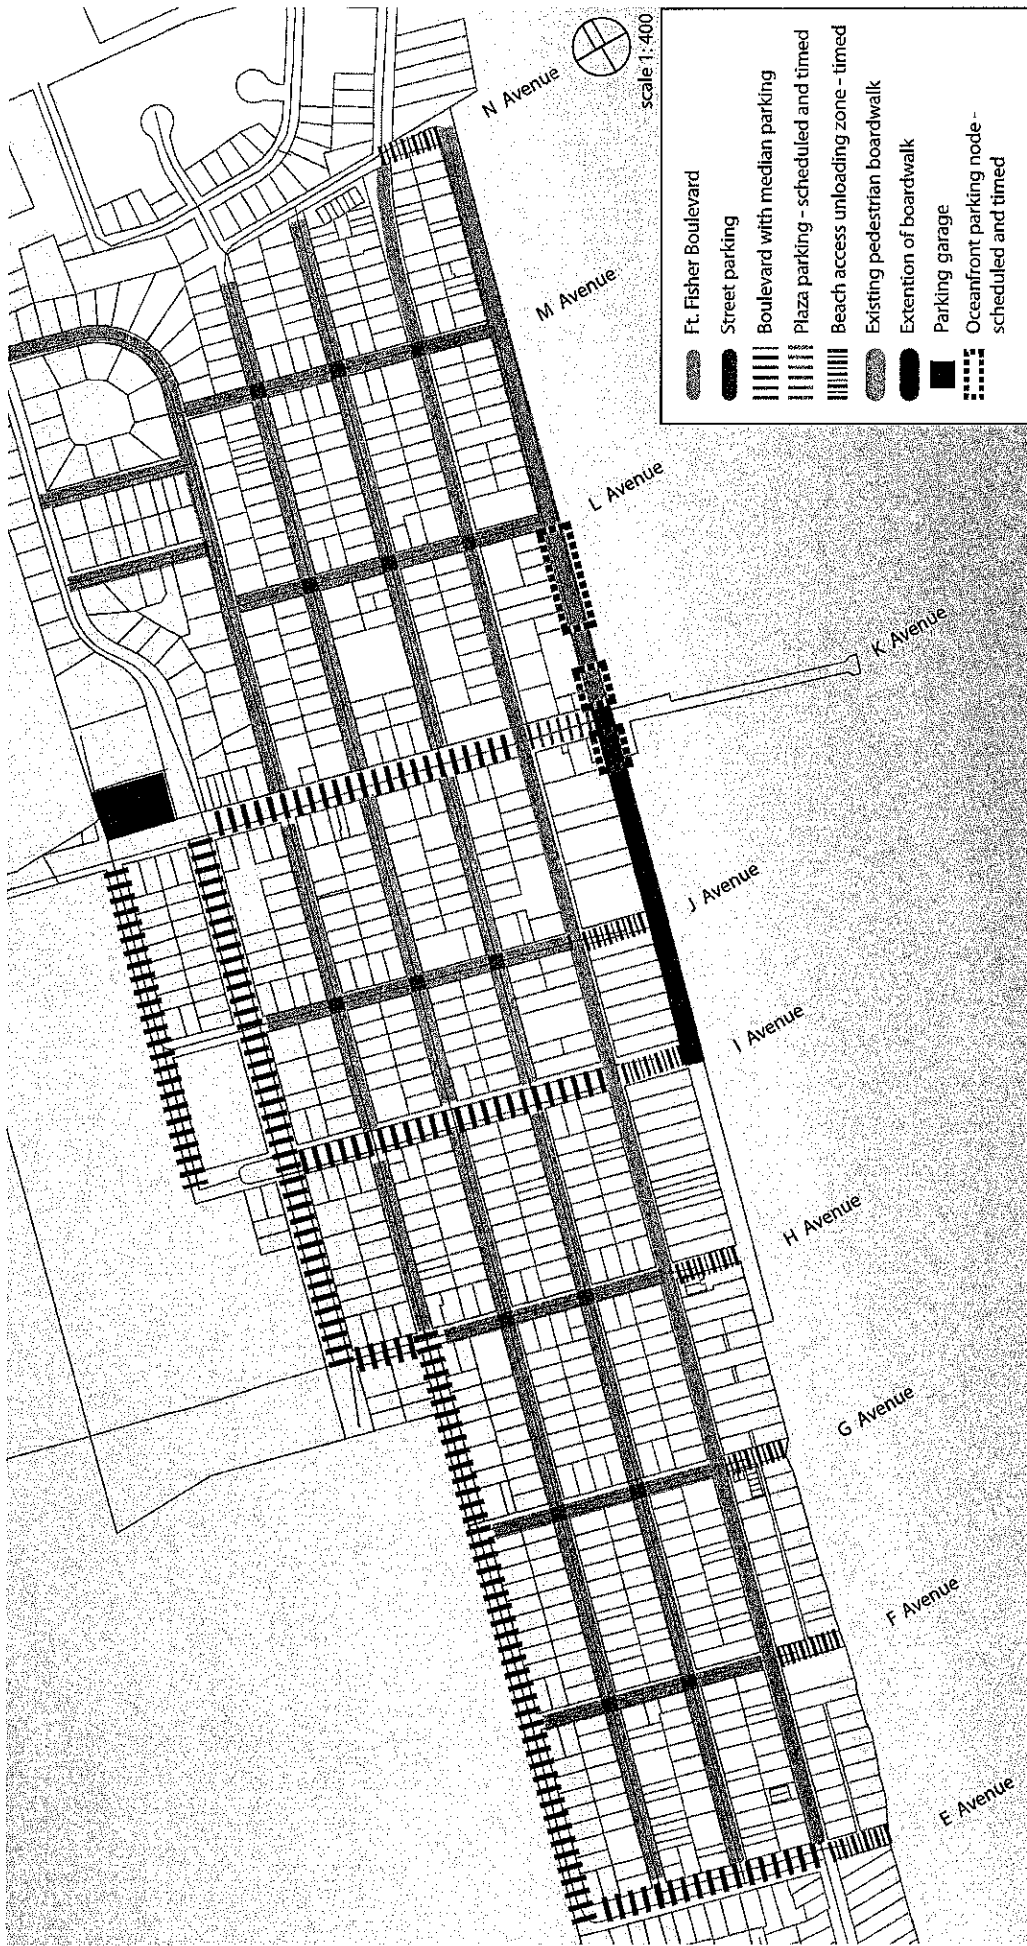 N Avenue
M Avenue
L Avenue
K Avenue
J Avenue
I Avenue
H Avenue
G Avenue
F Avenue
E Avenue
scale 1: 400
Ft. Fisher Boulevard
Street parking
Boulevard with median parking
Plaza parking - scheduled and timed
Beach access unloading zone - timed
Existing pedestrian boardwalk
Extention of boardwalk
Parking garage
Oceanfront parking node -
scheduled and timed